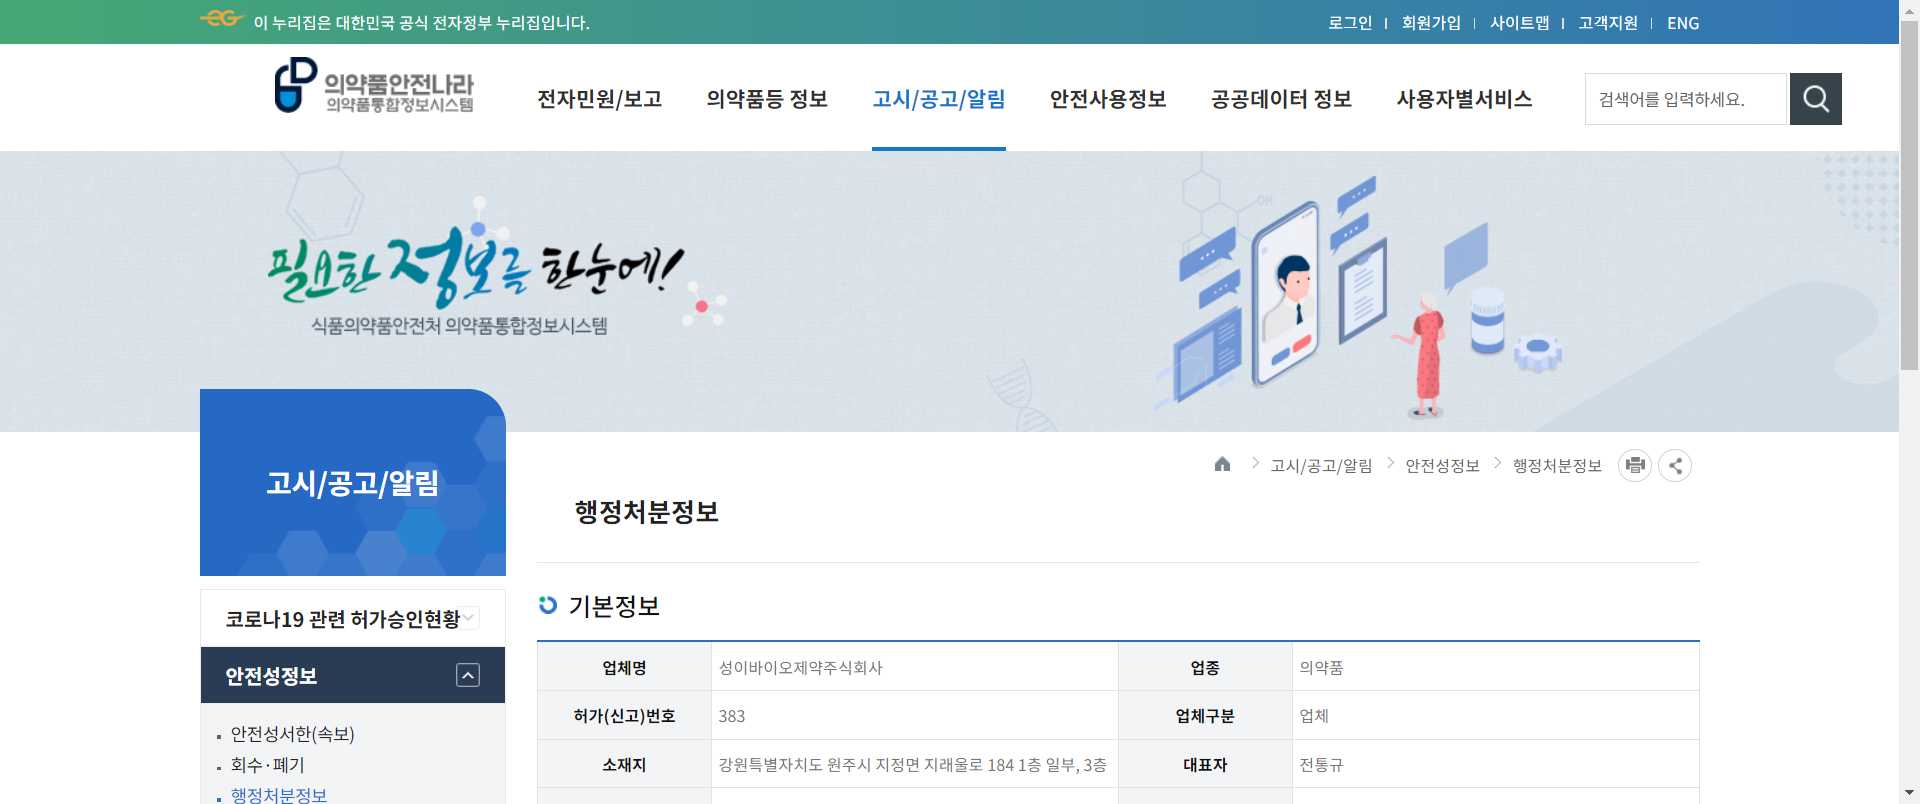 이 누리집은 대한민국 공식 전자정부 누리집입니다.
로그인 회원가입 사이트맵 고객지원 ENG
의약품안전나라
의약품통합정보시스템
전자민원/보고 의약품등 정보 고시/공고/알림 안전사용정보 공공데이터 정보 사용자별서비스
검색어를 입력하세요.
필요한 정보를 한눈에!
식품의약품안전처 의약품통합정보시스템
OH
고시/공고/알림
고시/공고/알림 안전성정보 행정처분정보
행정처분정보
기본정보
코로나19 관련 허가승인현황
안전성정보
안전성서한(속보)
회수·폐기
행정처분정보
업체명 성이바이오제약주식회사 업종 의약품
허가(신고)번호 383 업체구분 업체
소재지 강원특별자치도 원주시 지정면 지래울로 184 1층 일부, 3층 대표자 전통규